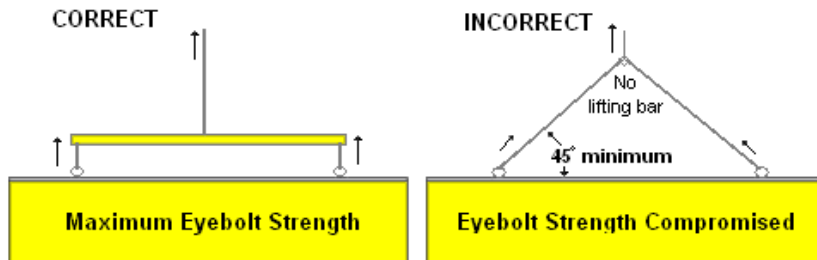 CORRECT
Maximum Eyebolt Strength
INCORRECT
No
lifting bar
45° minimum
Eyebolt Strength Compromised